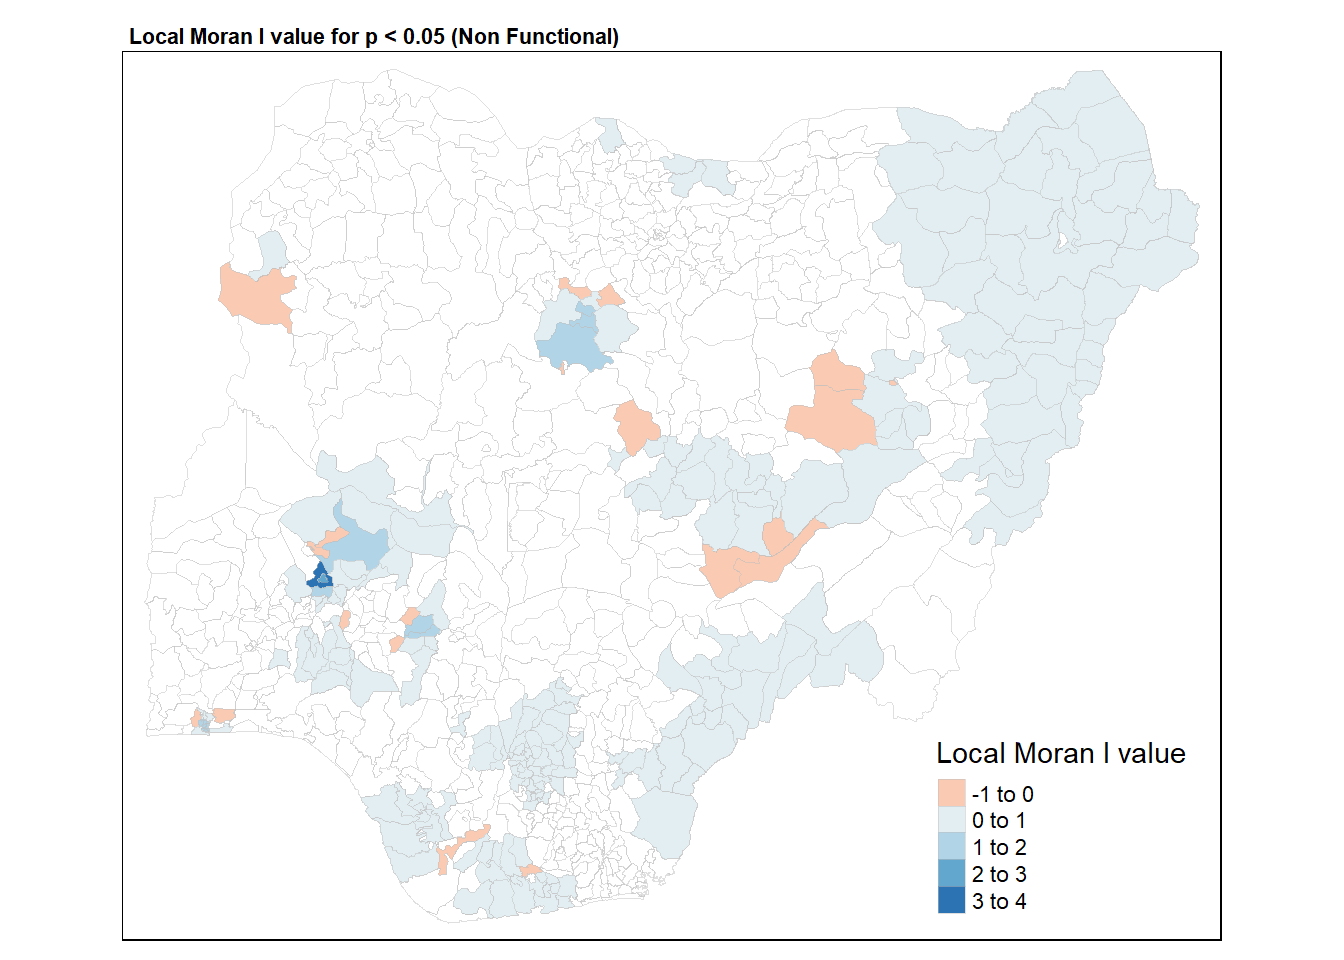 Local Moran I value for p < 0.05 (Non Functional)
Local Moran I value
-1 to 0
0 to 1
1 to 2
2 to 3
3 to 4